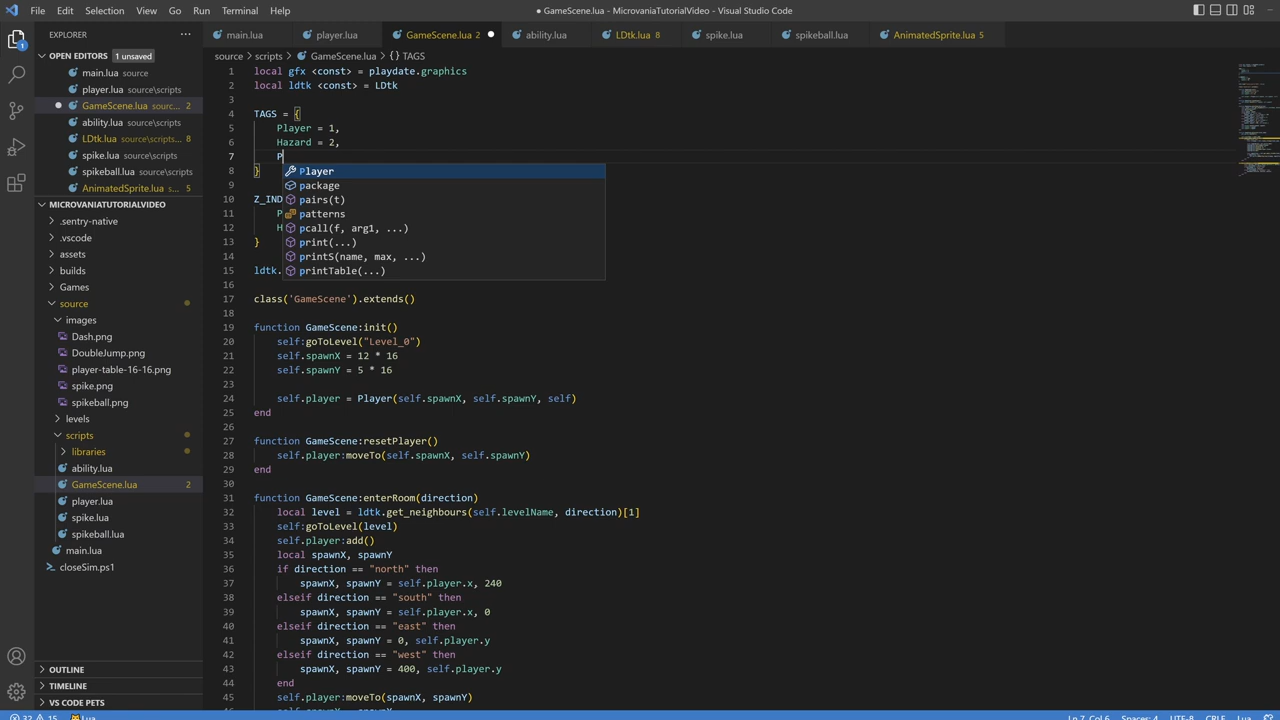 File Edit Selection View Go Run Terminal Help
● GameScene.lua - MicrovaniaTutorialVideo - Visual Studio Code
EXPLORER ...
main.lua player.lua GameScene.lua 2 ● ability.lua LDtk.lua 8 spike.lua spikeball.lua AnimatedSprite.lua 5
OPEN EDITORS 1 unsaved
main.lua source
player.lua source\scripts
● GameScene.lua sourc... 2
ability.lua source\scripts
LDtk.lua source\scripts... 8
spike.lua source\scripts
spikeball.lua source\scripts
AnimatedSprite.lua s... 5
MICROVANIATUTORIALVIDEO
.sentry-native
.vscode
assets
builds
Games
source
images
Dash.png
DoubleJump.png
player-table-16-16.png
spike.png
spikeball.png
levels
scripts
libraries
ability.lua
GameScene.lua 2
player.lua
spike.lua
spikeball.lua
main.lua
closeSim.ps1
OUTLINE
TIMELINE
VS CODE PETS
source > scripts > GameScene.lua > {} TAGS
1 local gfx <const> = playdate.graphics
2 local ldtk <const> = LDtk
3
4 TAGS = {
5 Player = 1,
6 Hazard = 2,
7 P
8 }
9
10 Z_IND
11 P
12 H
13 }
14
15 ldtk.
16
17 class('GameScene').extends()
18
19 function GameScene:init()
20 self:goToLevel("Level_0")
21 self.spawnX = 12 * 16
22 self.spawnY = 5 * 16
23
24 self.player = Player(self.spawnX, self.spawnY, self)
25 end
26
27 function GameScene:resetPlayer()
28 self.player:moveTo(self.spawnX, self.spawnY)
29 end
30
31 function GameScene:enterRoom(direction)
32 local level = ldtk.get_neighbours(self.levelName, direction)[1]
33 self:goToLevel(level)
34 self.player:add()
35 local spawnX, spawnY
36 if direction == "north" then
37 spawnX, spawnY = self.player.x, 240
38 elseif direction == "south" then
39 spawnX, spawnY = self.player.x, 0
40 elseif direction == "east" then
41 spawnX, spawnY = 0, self.player.y
42 elseif direction == "west" then
43 spawnX, spawnY = 400, self.player.y
44 end
45 self.player:moveTo(spawnX, spawnY)
Player
package
pairs(t)
patterns
pcall(f, arg1, ...)
print(...)
printS(name, max, ...)
printTable(...)
32 15 Lua
Ln 7, Col 6 Spaces: 4 UTF-8 CRLF Lua